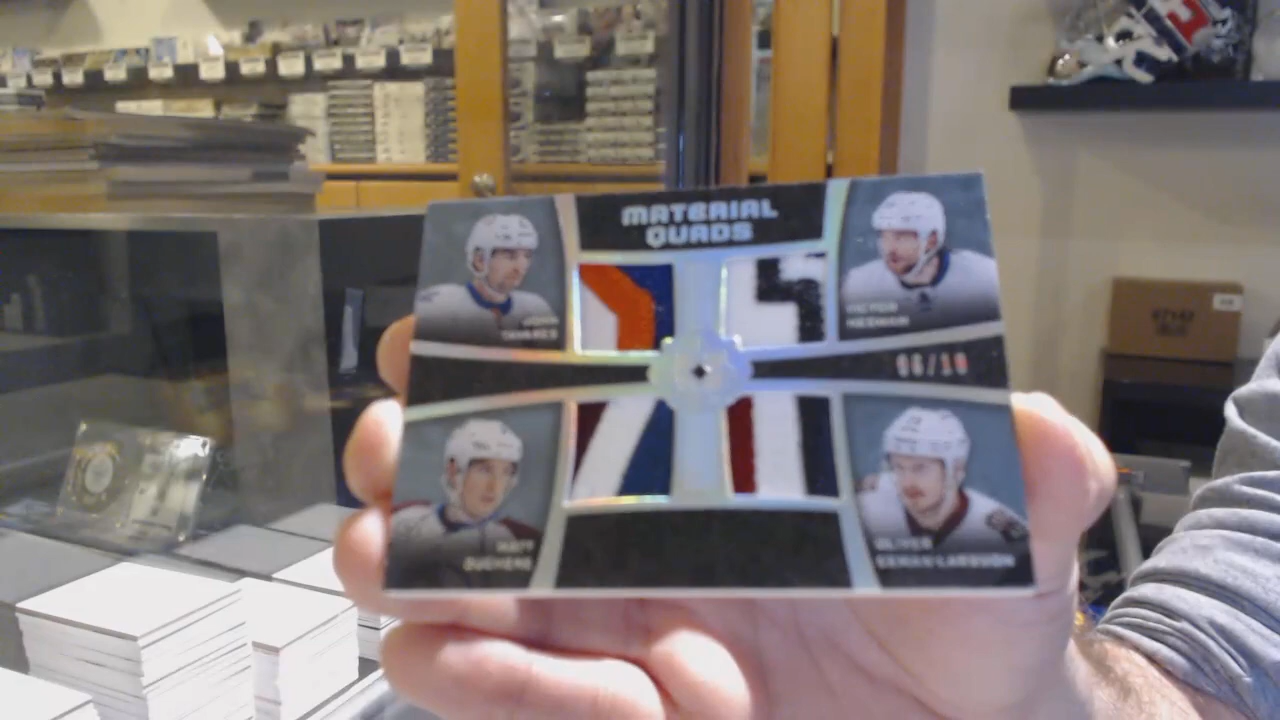 MATERIAL
QUADS
JOHN
TAVARES
VICTOR
HEDMAN
06/10
MATT
DUCHENE
OLIVER
EKMAN-LARSSON